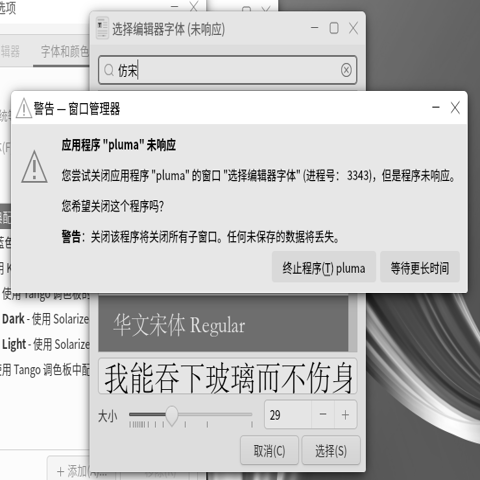 选项
选择编辑器字体 (未响应)
辑器
字体和颜色
仿宋
警告 — 窗口管理器
应用程序 "pluma" 未响应
您尝试关闭应用程序 "pluma" 的窗口 "选择编辑器字体" (进程号： 3343)，但是程序未响应。
您希望关闭这个程序吗?
警告：关闭该程序将关闭所有子窗口。任何未保存的数据将丢失。
终止程序(T) pluma
等待更长时间
使用 Tango 调色板的
Dark - 使用 Solarize
华文宋体 Regular
Light - 使用 Solarize
用 Tango 调色板中配
我能吞下玻璃而不伤身
大小
29
取消(C)
选择(S)
+ 添加(A)...